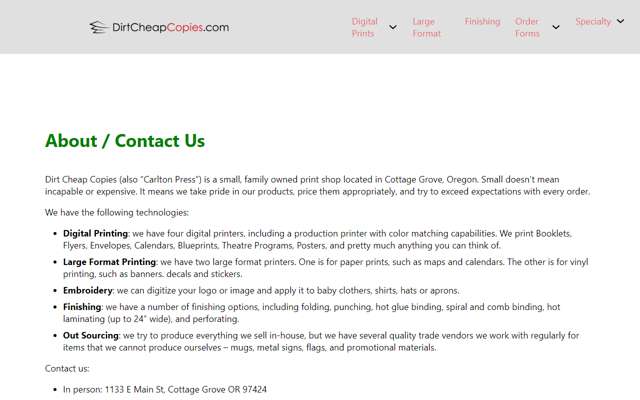 DirtCheapCopies.com
Digital Prints
Large Format
Finishing
Order Forms
Specialty
About / Contact Us
Dirt Cheap Copies (also "Carlton Press") is a small, family owned print shop located in Cottage Grove, Oregon. Small doesn't mean
incapable or expensive. It means we take pride in our products, price them appropriately, and try to exceed expectations with every order.
We have the following technologies:
• Digital Printing: we have four digital printers, including a production printer with color matching capabilities. We print Booklets,
Flyers, Envelopes, Calendars, Blueprints, Theatre Programs, Posters, and pretty much anything you can think of.
• Large Format Printing: we have two large format printers. One is for paper prints, such as maps and calendars. The other is for vinyl
printing, such as banners. decals and stickers.
• Embroidery: we can digitize your logo or image and apply it to baby clothes, shirts, hats or aprons.
• Finishing: we have a number of finishing options, including folding, punching, hot glue binding, spiral and comb binding, hot
laminating (up to 24" wide), and perforating.
• Out Sourcing: we try to produce everything we sell in-house, but we have several quality trade vendors we work with regularly for
items that we cannot produce ourselves – mugs, metal signs, flags, and promotional materials.
Contact us:
• In person: 1133 E Main St, Cottage Grove OR 97424